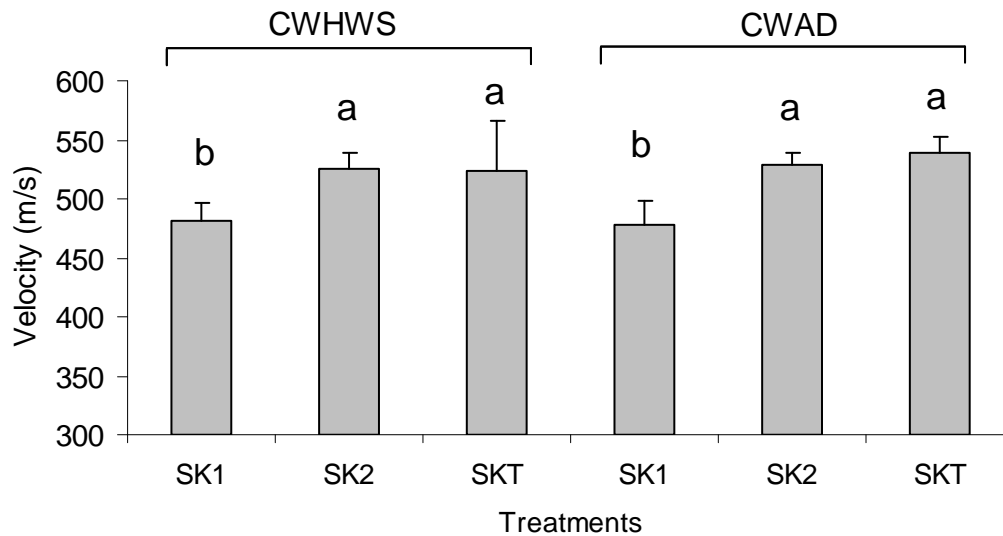 CWHWS CWAD
Velocity (m/s)
600
550
500
450
400
350
300
b a a b a a
SK1 SK2 SKT SK1 SK2 SKT
Treatments